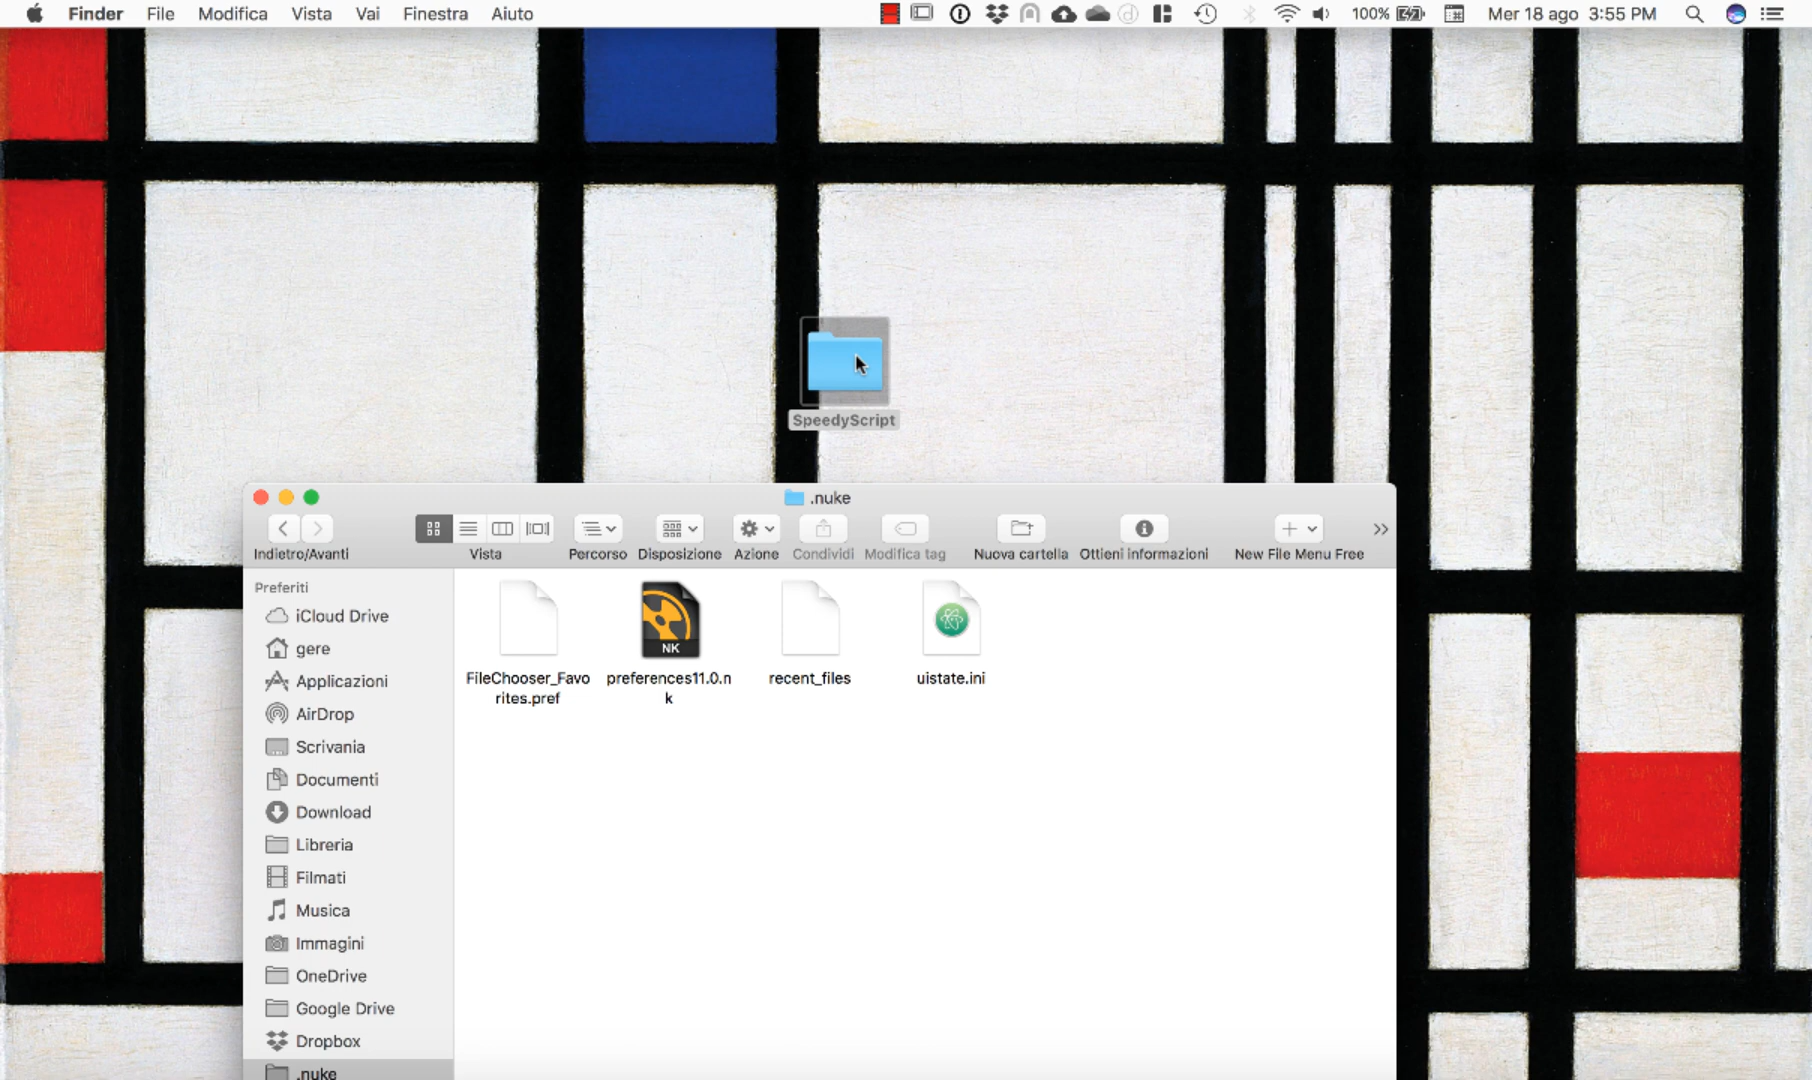 Finder File Modifica Vista Vai Finestra Aiuto 100% Mer 18 ago 3:55 PM
SpeedyScript
.nuke
Indietro/Avanti Vista Percorso Disposizione Azione Condividi Modifica tag Nuova cartella Ottieni informazioni New File Menu Free
Preferiti
iCloud Drive
gere
Applicazioni
AirDrop
Scrivania
Documenti
Download
Libreria
Filmati
Musica
Immagini
OneDrive
Google Drive
Dropbox
.nuke
NK
FileChooser_Favo
rites.pref
preferences11.0.n
k
recent_files
uistate.ini